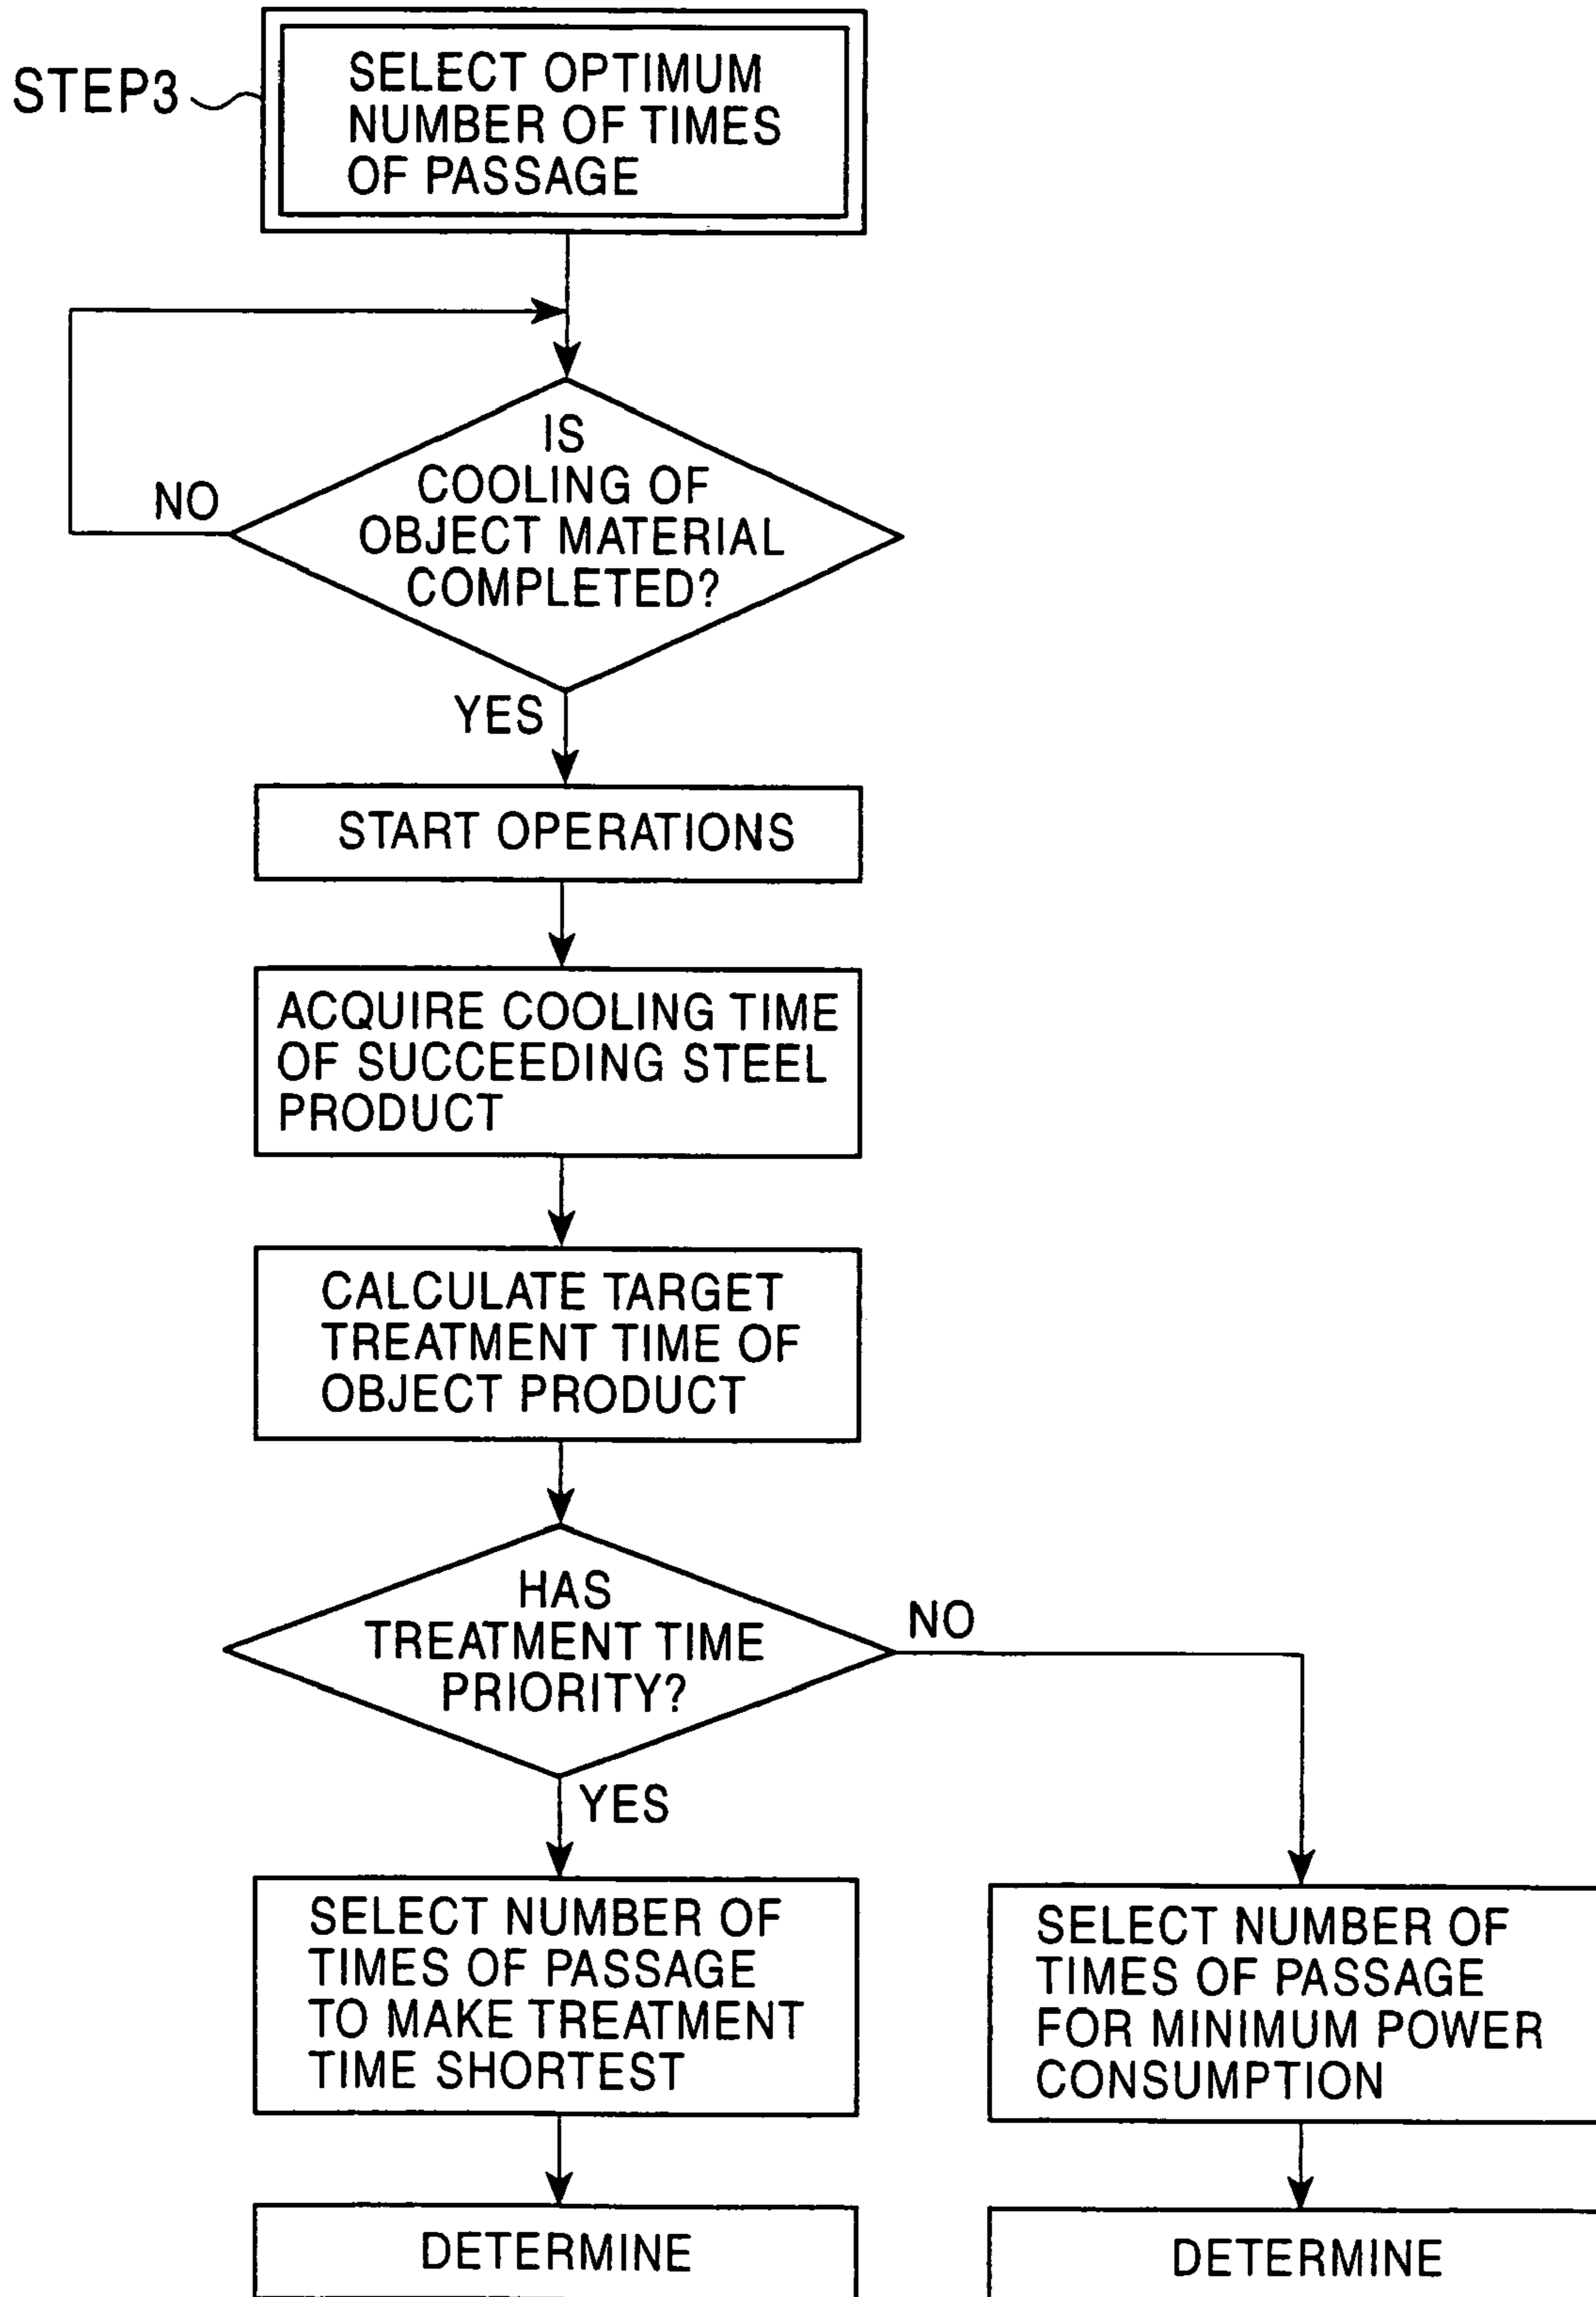 STEP3
SELECT OPTIMUM
NUMBER OF TIMES
OF PASSAGE
IS
COOLING OF
OBJECT MATERIAL
COMPLETED?
NO
YES
START OPERATIONS
ACQUIRE COOLING TIME
OF SUCCEEDING STEEL
PRODUCT
CALCULATE TARGET
TREATMENT TIME OF
OBJECT PRODUCT
HAS
TREATMENT TIME
PRIORITY?
NO
YES
SELECT NUMBER OF
TIMES OF PASSAGE
TO MAKE TREATMENT
TIME SHORTEST
SELECT NUMBER OF
TIMES OF PASSAGE
FOR MINIMUM POWER
CONSUMPTION
DETERMINE
DETERMINE